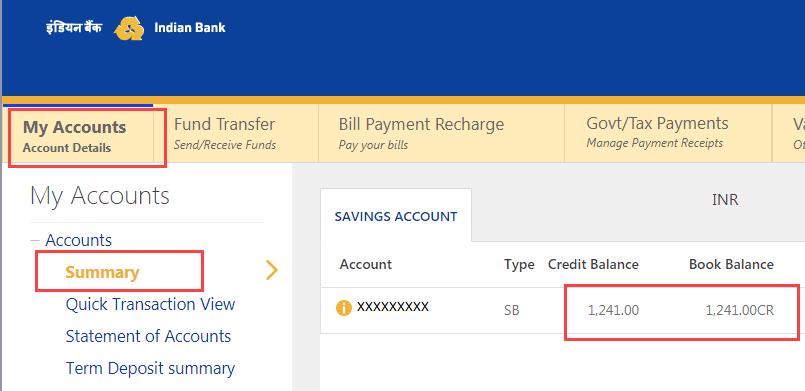 इंडियन बैंक Indian Bank
My Accounts Fund Transfer Bill Payment Recharge Govt/Tax Payments
Account Details Send/Receive Funds Pay your bills Manage Payment Receipts
My Accounts
INR
SAVINGS ACCOUNT
Accounts
Account Type Credit Balance Book Balance
Summary
Quick Transaction View
XXXXXXXXX SB 1,241.00 1,241.00CR
Statement of Accounts
Term Deposit summary